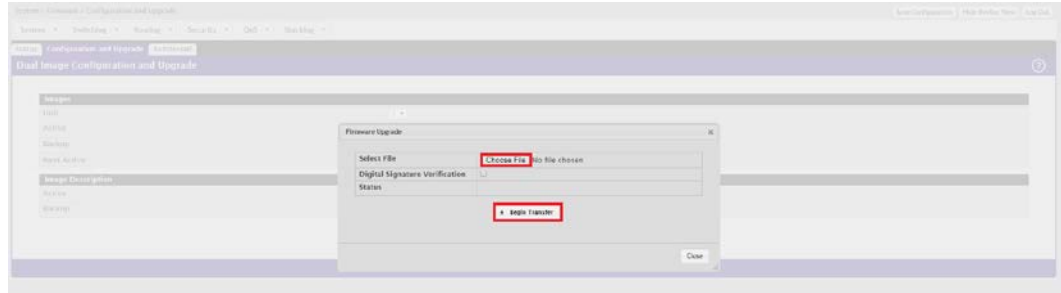 System > Firmware > Configuration and Upgrade
Save Configuration Log Out
System Switching Routing Security QoS Stacking
Status Configuration and Upgrade AutoInstall
Dual Image Configuration and Upgrade
Images
Unit
Active
Backup
Next Active
Image Description
Active
Backup
Firmware Upgrade
Select File Choose File No file chosen
Digital Signature Verification
Status
Begin Transfer
Close